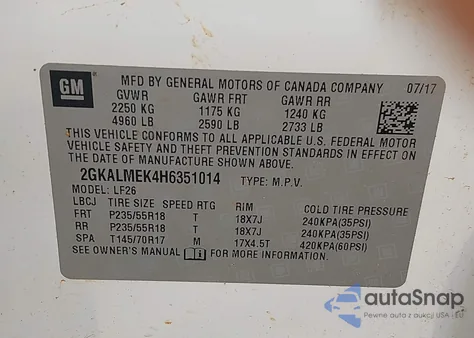 GM
MFD BY GENERAL MOTORS OF CANADA COMPANY 07/17
GVWR GAWR FRT GAWR RR
2250 KG 1175 KG 1240 KG
4960 LB 2590 LB 2733 LB
THIS VEHICLE CONFORMS TO ALL APPLICABLE U.S. FEDERAL MOTOR
VEHICLE SAFETY AND THEFT PREVENTION STANDARDS IN EFFECT ON
THE DATE OF MANUFACTURE SHOWN ABOVE.
2GKALMEK4H6351014 TYPE: M.P.V.
MODEL: LF26
LBCJ TIRE SIZE SPEED RTG RIM COLD TIRE PRESSURE
FRT P235/55R18 T 18X7J 240KPA(35PSI)
RR P235/55R18 T 18X7J 240KPA(35PSI)
SPA T145/70R17 M 17X4.5T 420KPA(60PSI)
SEE OWNER'S MANUAL i FOR MORE INFORMATION.
autoSnap
Pewne auto z USA i EU